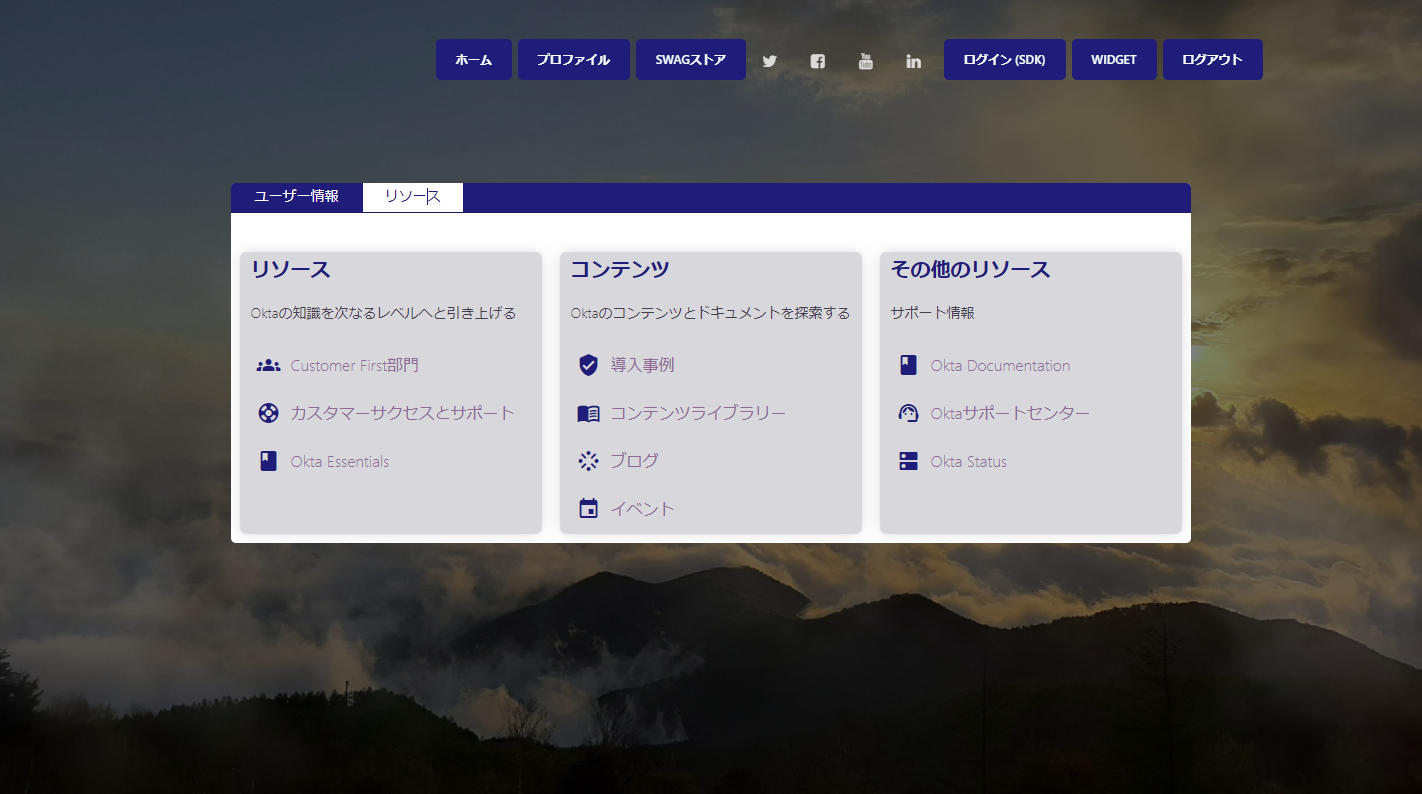 ホーム プロファイル SWAGストア ログイン (SDK) WIDGET ログアウト
ユーザー情報 リソース
リソース
Oktaの知識を次なるレベルへと引き上げる
Customer First部門
カスタマーサクセスとサポート
Okta Essentials
コンテンツ
Oktaのコンテンツとドキュメントを探索する
導入事例
コンテンツライブラリー
ブログ
イベント
その他のリソース
サポート情報
Okta Documentation
Oktaサポートセンター
Okta Status